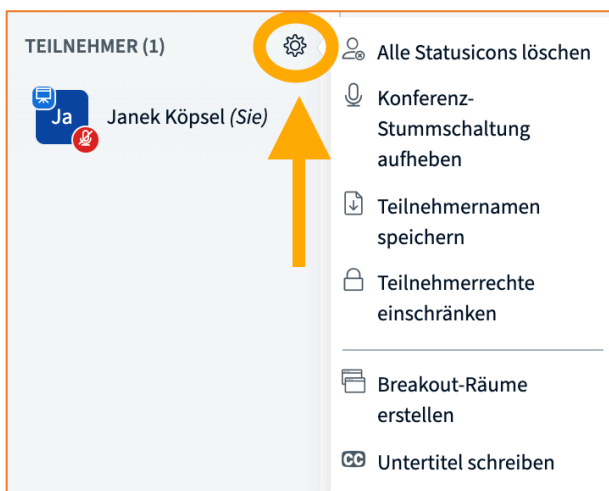 TEILNEHMER (1)
Ja
Janek Köpsel (Sie)
Alle Statusicons löschen
Konferenz-
Stummschaltung
aufheben
Teilnehmernamen
speichern
Teilnehmerrechte
einschränken
Breakout-Räume
erstellen
CC
Untertitel schreiben